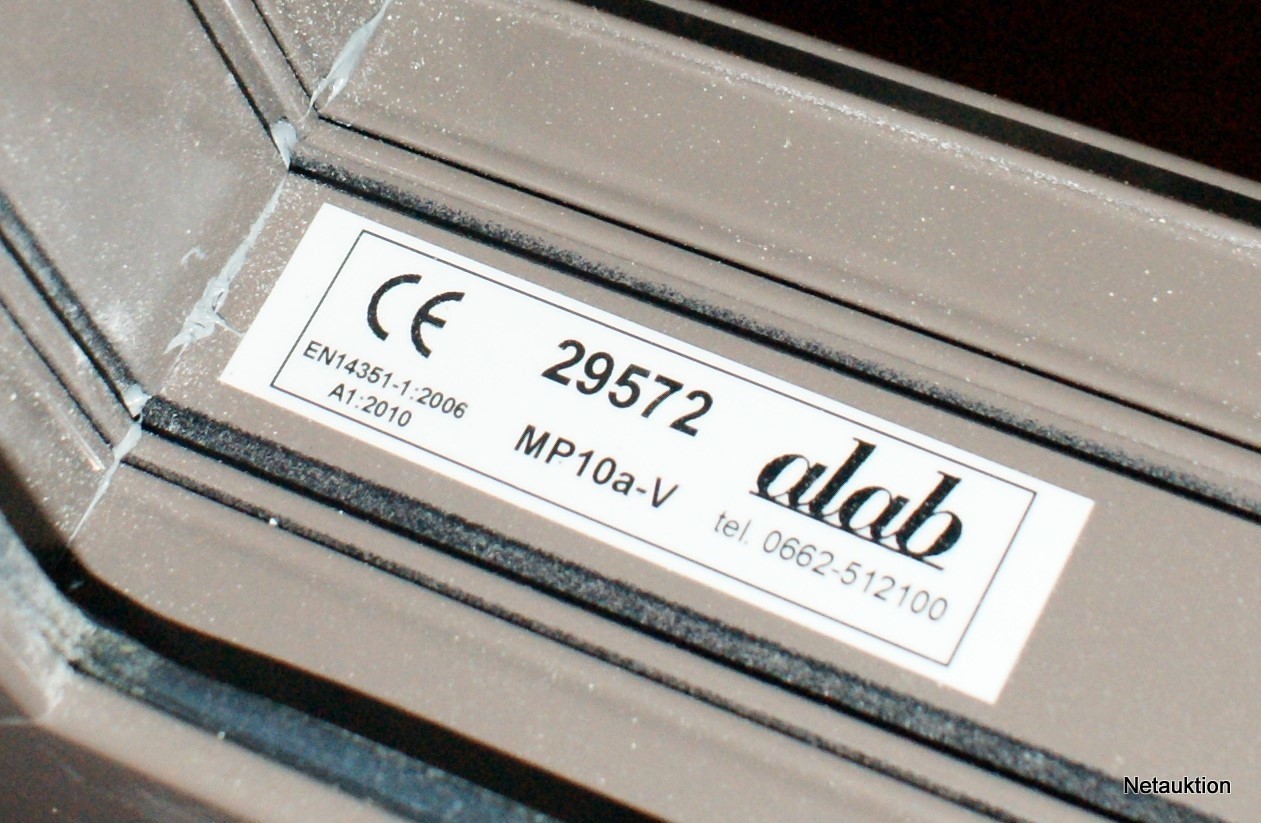 CE
EN14351-1:2006
A1:2010
29572
MP10a-V
alab
tel. 0662-512100
Netauktion